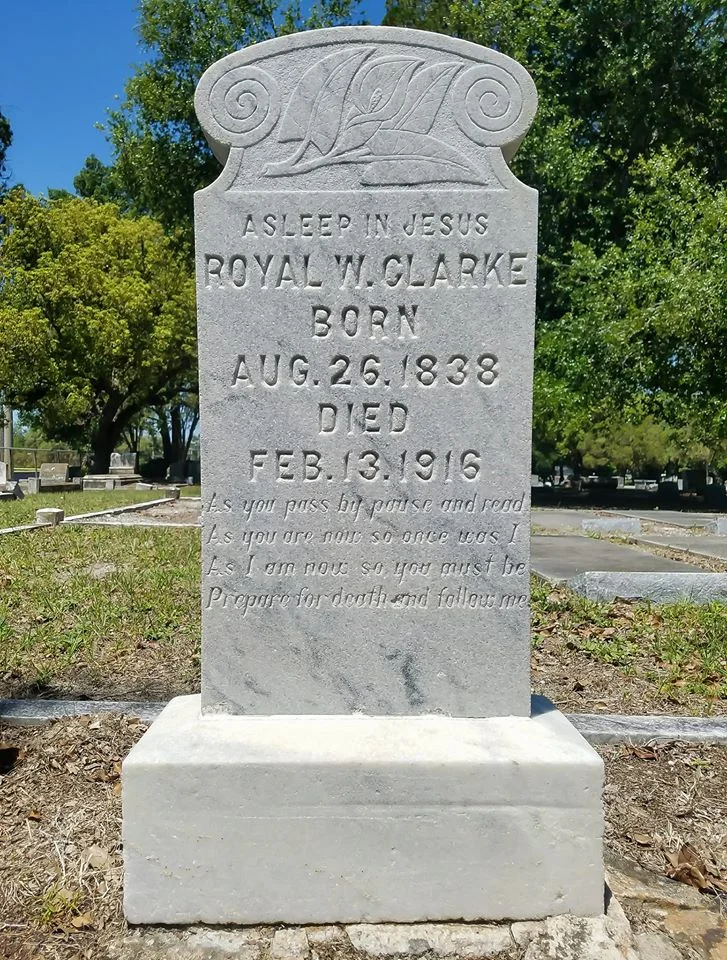 ASLEEP IN JESUS
ROYAL W. CLARKE
BORN
AUG. 26. 1838
DIED
FEB. 13. 1916
As you pass by pause and read
As you are now so once was I
As I am now so you must be
Prepare for death and follow me